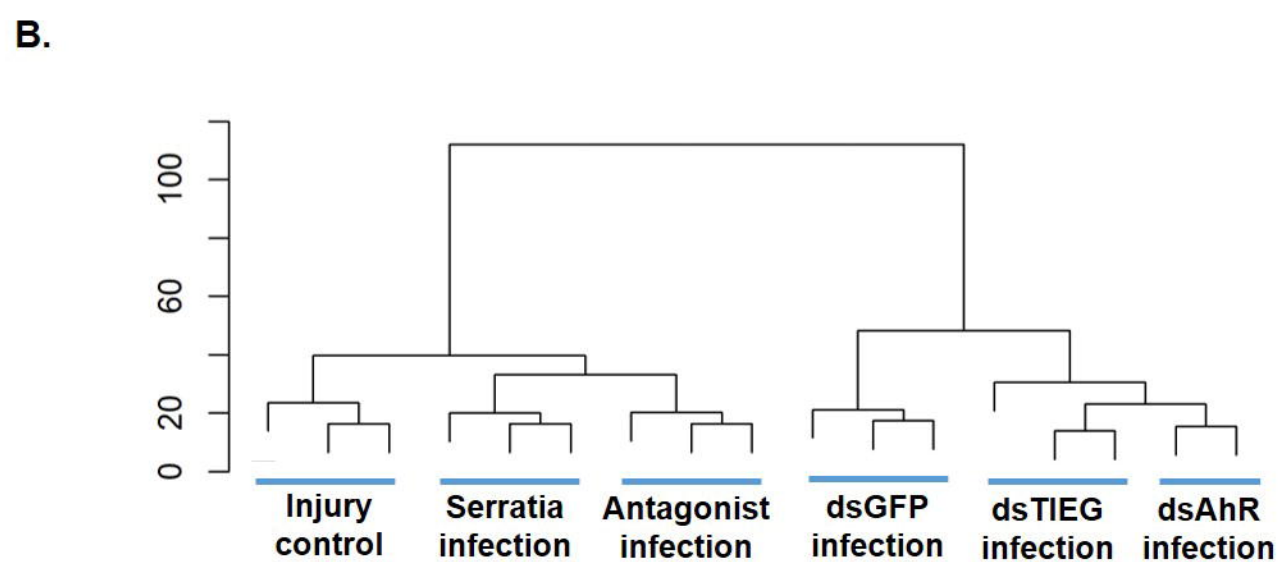 B.
100
60
20
0
Injury
control
Serratia
infection
Antagonist
infection
dsGFP
infection
dsTIEG
infection
dsAhR
infection